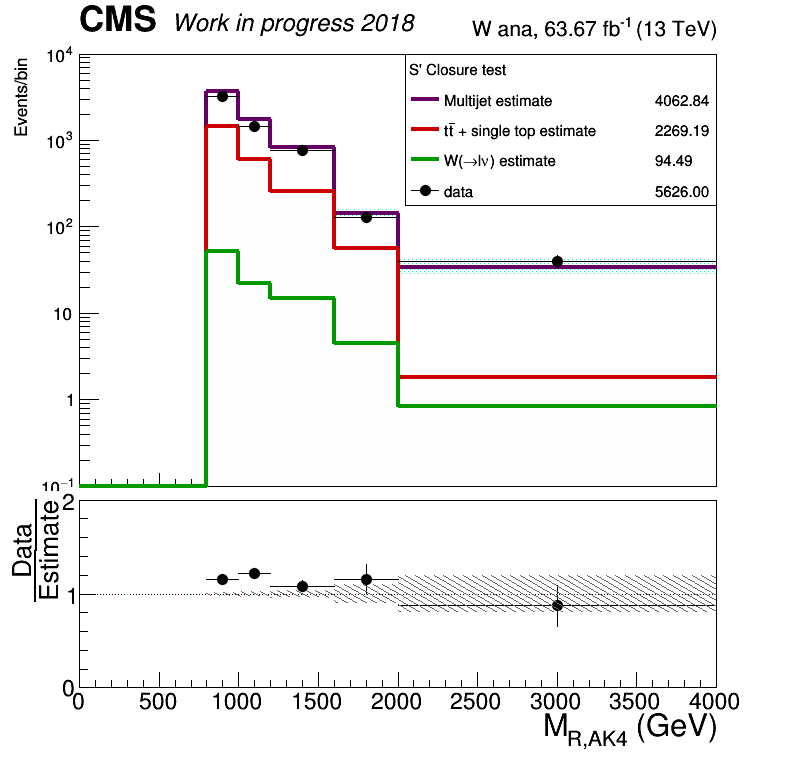 CMS Work in progress 2018 W ana, 63.67 fb⁻¹ (13 TeV)
Events/bin
10⁴
10³
10²
10
1
10⁻¹
S' Closure test
Multijet estimate 4062.84
tt̄ + single top estimate 2269.19
W(→lν) estimate 94.49
data 5626.00
Data
Estimate
2
1
0
0 500 1000 1500 2000 2500 3000 3500 4000
M_R,AK4 (GeV)